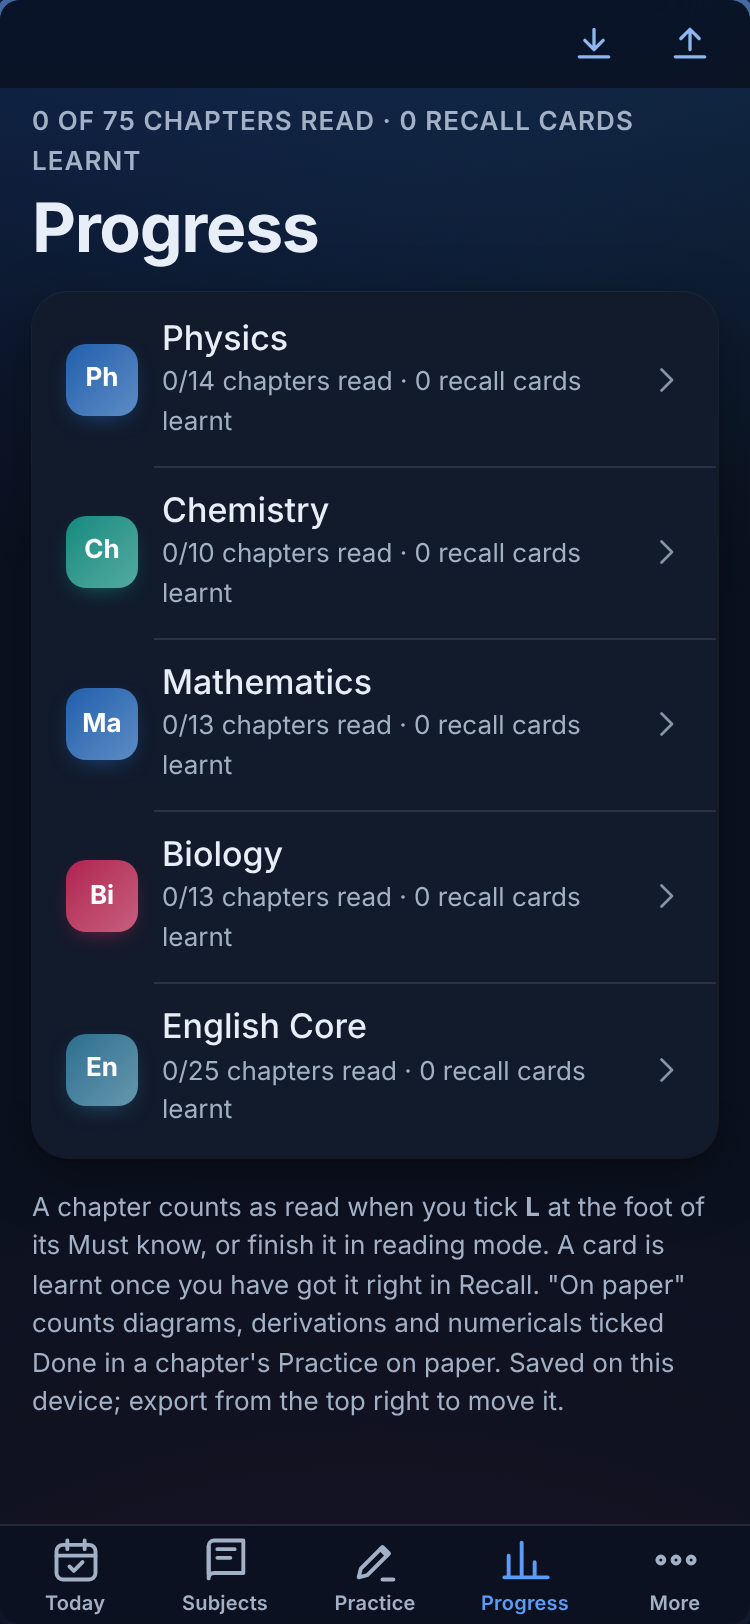 0 OF 75 CHAPTERS READ · 0 RECALL CARDS
LEARNT
Progress
Ph
Physics
0/14 chapters read · 0 recall cards
learnt
Ch
Chemistry
0/10 chapters read · 0 recall cards
learnt
Ma
Mathematics
0/13 chapters read · 0 recall cards
learnt
Bi
Biology
0/13 chapters read · 0 recall cards
learnt
En
English Core
0/25 chapters read · 0 recall cards
learnt
A chapter counts as read when you tick L at the foot of
its Must know, or finish it in reading mode. A card is
learnt once you have got it right in Recall. "On paper"
counts diagrams, derivations and numericals ticked
Done in a chapter's Practice on paper. Saved on this
device; export from the top right to move it.
Today
Subjects
Practice
Progress
More